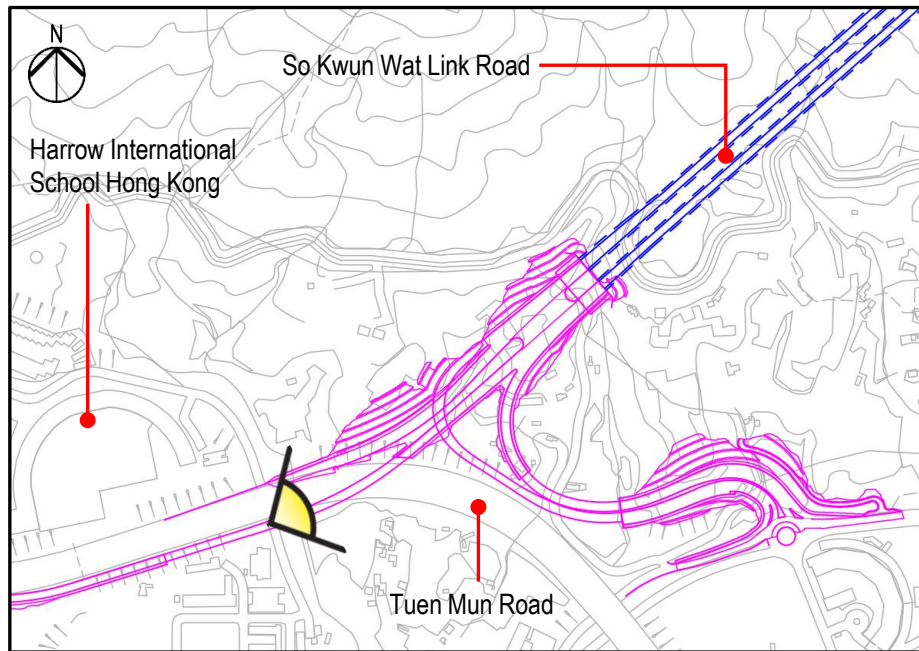 N
So Kwun Wat Link Road
Harrow International
School Hong Kong
Tuen Mun Road